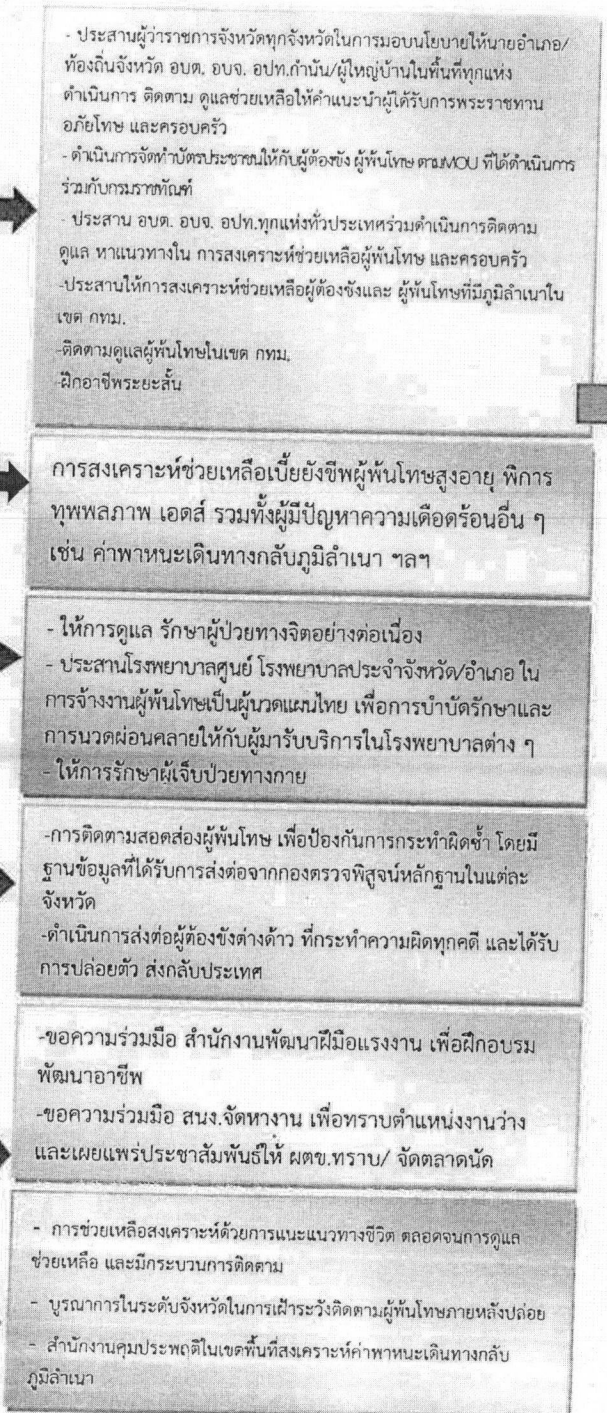 - ประสานผู้ว่าราชการจังหวัดทุกจังหวัดในการมอบนโยบายให้นายอำเภอ/
ท้องถิ่นจังหวัด อบต. อบจ. อปท.กำนัน/ผู้ใหญ่บ้านในพื้นที่ทุกแห่ง
ดำเนินการ ติดตาม ดูแลช่วยเหลือให้คำแนะนำผู้ได้รับการพระราชทาน
อภัยโทษ และครอบครัว
- ดำเนินการจัดทำบัตรประชาชนให้กับผู้ต้องขัง ผู้พ้นโทษ ตามMOU ที่ได้ดำเนินการ
ร่วมกับกรมราชทัณฑ์
- ประสาน อบต. อบจ. อปท.ทุกแห่งทั่วประเทศร่วมดำเนินการติดตาม
ดูแล หาแนวทางใน การสงเคราะห์ช่วยเหลือผู้พ้นโทษ และครอบครัว
-ประสานให้การสงเคราะห์ช่วยเหลือผู้ต้องขังและ ผู้พ้นโทษที่มีภูมิลำเนาใน
เขต กทม.
-ติดตามดูแลผู้พ้นโทษในเขต กทม.
-ฝึกอาชีพระยะสั้น
การสงเคราะห์ช่วยเหลือเบี้ยยังชีพผู้พ้นโทษสูงอายุ พิการ
ทุพพลภาพ เอดส์ รวมทั้งผู้มีปัญหาความเดือดร้อนอื่น ๆ
เช่น ค่าพาหนะเดินทางกลับภูมิลำเนา ฯลฯ
- ให้การดูแล รักษาผู้ป่วยทางจิตอย่างต่อเนื่อง
- ประสานโรงพยาบาลศูนย์ โรงพยาบาลประจำจังหวัด/อำเภอ ใน
การจ้างงานผู้พ้นโทษเป็นผู้นวดแผนไทย เพื่อการบำบัดรักษาและ
การนวดผ่อนคลายให้กับผู้มารับบริการในโรงพยาบาลต่าง ๆ
- ให้การรักษาผู้เจ็บป่วยทางกาย
-การติดตามสอดส่องผู้พ้นโทษ เพื่อป้องกันการกระทำผิดซ้ำ โดยมี
ฐานข้อมูลที่ได้รับการส่งต่อจากกองตรวจพิสูจน์หลักฐานในแต่ละ
จังหวัด
-ดำเนินการส่งต่อผู้ต้องขังต่างด้าว ที่กระทำความผิดทุกคดี และได้รับ
การปล่อยตัว ส่งกลับประเทศ
-ขอความร่วมมือ สำนักงานพัฒนาฝีมือแรงงาน เพื่อฝึกอบรม
พัฒนาอาชีพ
-ขอความร่วมมือ สนง.จัดหางาน เพื่อทราบตำแหน่งงานว่าง
และเผยแพร่ประชาสัมพันธ์ให้ ผตข.ทราบ/ จัดตลาดนัด
- การช่วยเหลือสงเคราะห์ด้วยการแนะแนวทางชีวิต ตลอดจนการดูแล
ช่วยเหลือ และมีกระบวนการติดตาม
- บูรณาการในระดับจังหวัดในการเฝ้าระวังติดตามผู้พ้นโทษภายหลังปล่อย
- สำนักงานคุมประพฤติในเขตพื้นที่สงเคราะห์ค่าพาหนะเดินทางกลับ
ภูมิลำเนา